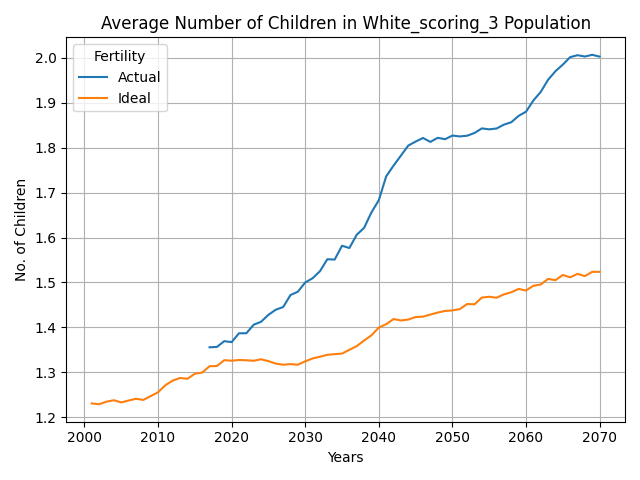 Average Number of Children in White_scoring_3 Population
Fertility
Actual
Ideal
No. of Children
2.0
1.9
1.8
1.7
1.6
1.5
1.4
1.3
1.2
2000 2010 2020 2030 2040 2050 2060 2070
Years